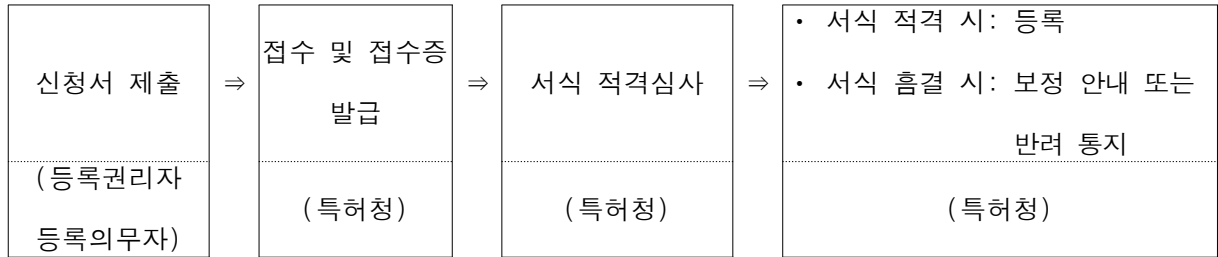 신청서 제출
(등록권리자
등록의무자)
⇒
접수 및 접수증
발급
(특허청)
⇒
서식 적격심사
(특허청)
⇒
• 서식 적격 시: 등록
• 서식 흠결 시: 보정 안내 또는
반려 통지
(특허청)